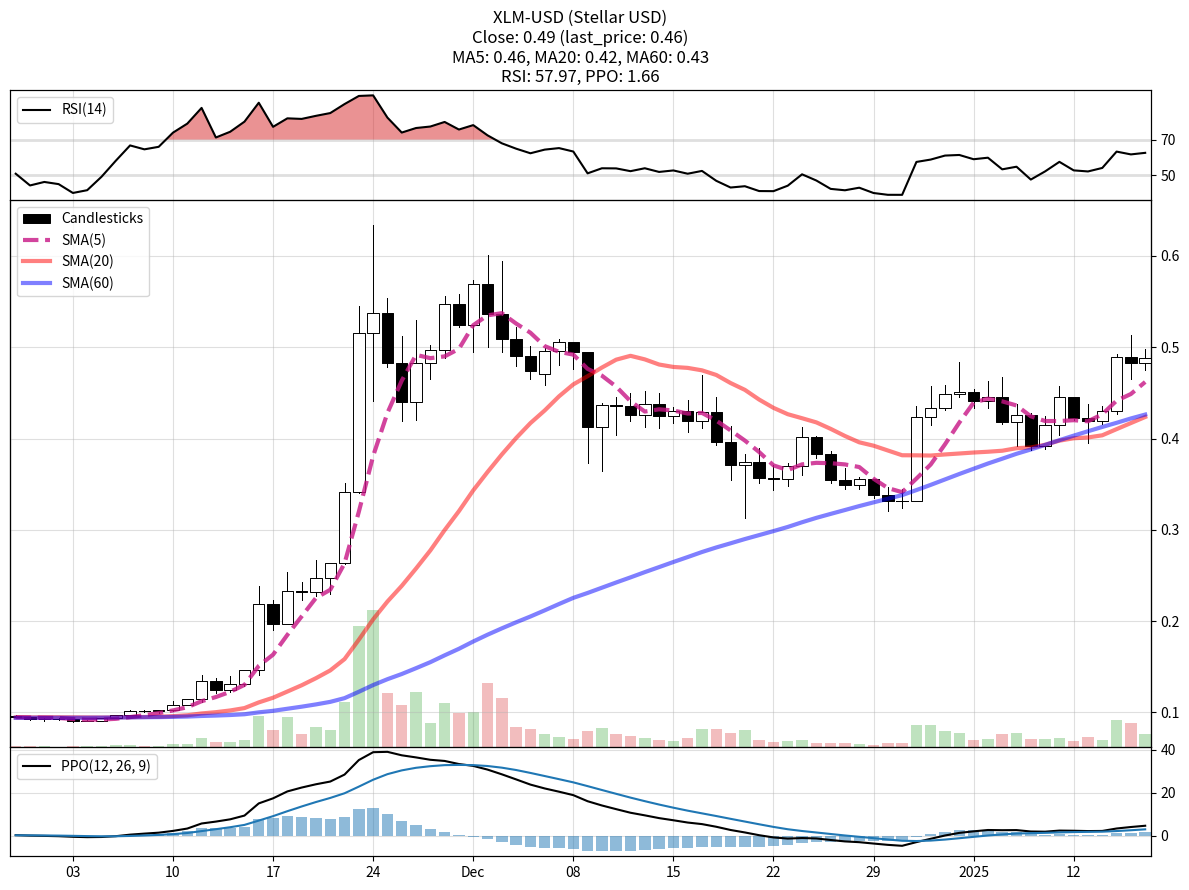 XLM-USD (Stellar USD)
Close: 0.49 (last_price: 0.46)
MA5: 0.46, MA20: 0.42, MA60: 0.43
RSI: 57.97, PPO: 1.66
RSI(14)
70
50
Candlesticks
SMA(5)
SMA(20)
SMA(60)
0.6
0.5
0.4
0.3
0.2
0.1
PPO(12, 26, 9)
40
20
0
03 10 17 24 Dec 08 15 22 29 2025 12